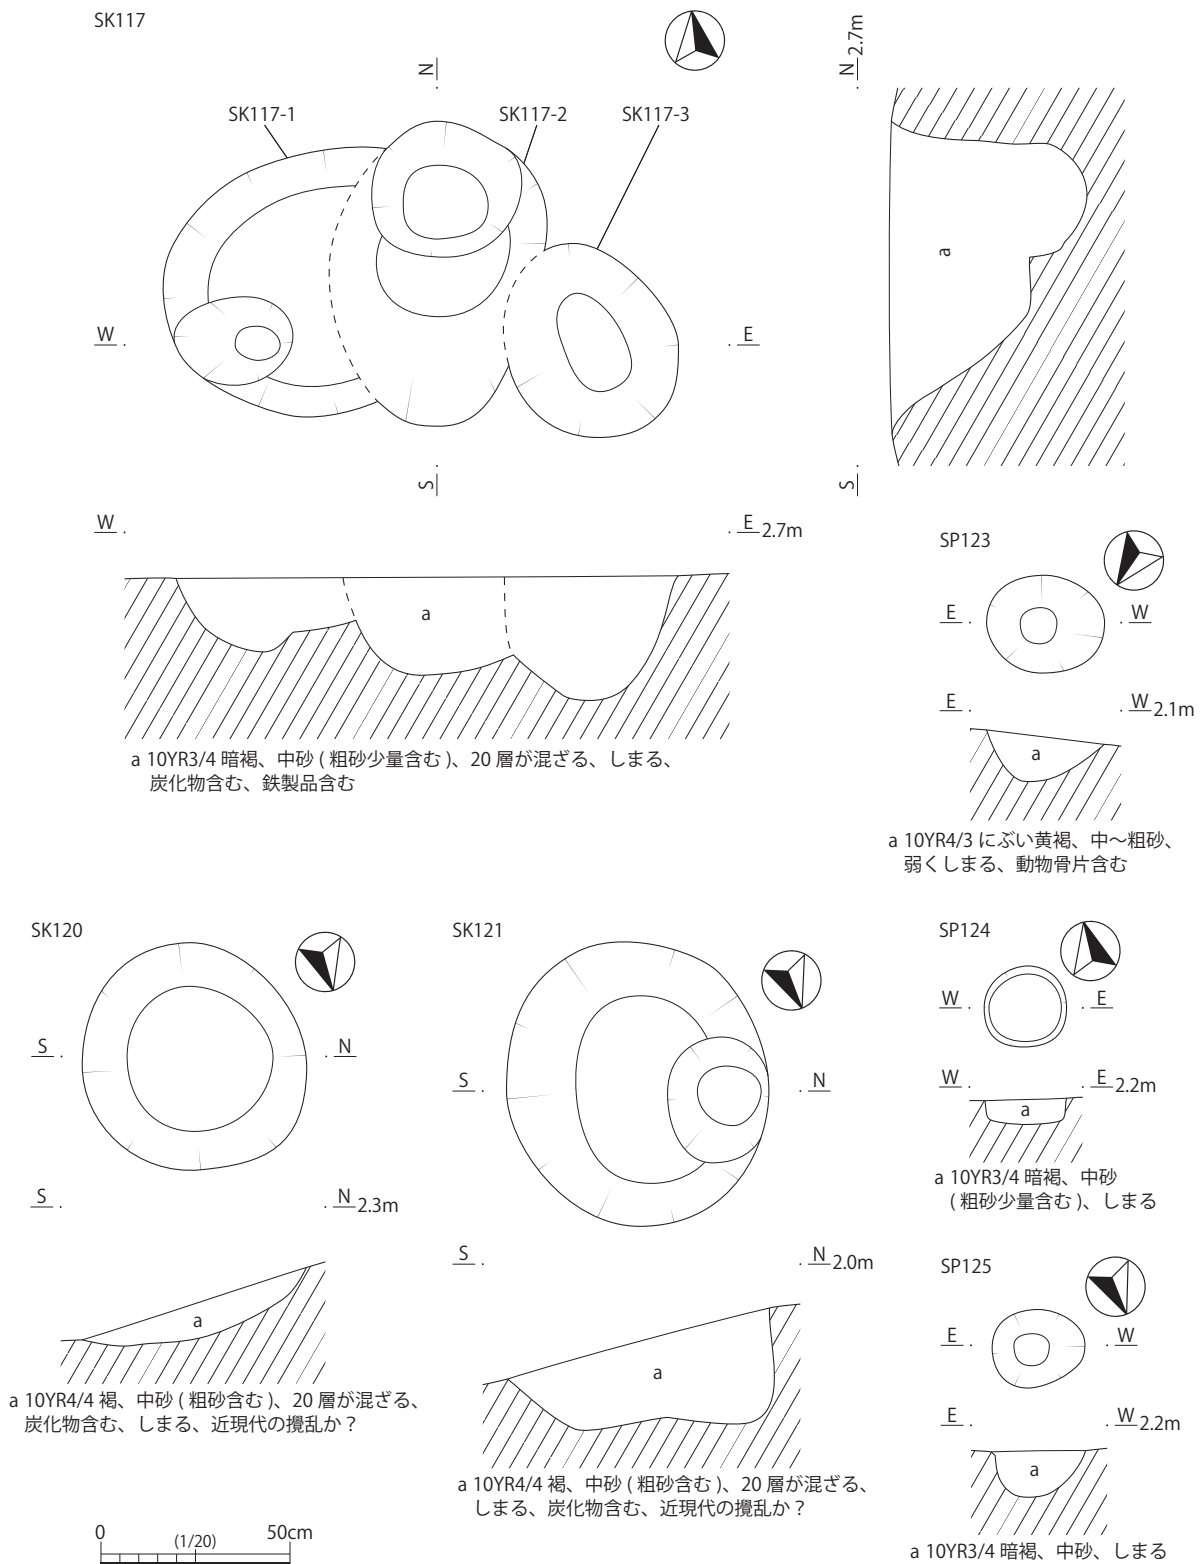 SK117
N
N 2.7m
SK117-1
SK117-2
SK117-3
a
W
E
S
S
W
E 2.7m
a
a 10YR3/4 暗褐、中砂 ( 粗砂少量含む )、20 層が混ざる、しまる、
炭化物含む、鉄製品含む
SP123
E
W
E
W 2.1m
a
a 10YR4/3 にぶい黄褐、中〜粗砂、
弱くしまる、動物骨片含む
SK120
S
N
S
N 2.3m
a
a 10YR4/4 褐、中砂 ( 粗砂含む )、20 層が混ざる、
炭化物含む、しまる、近現代の攪乱か?
SK121
S
N
S
N 2.0m
a
a 10YR4/4 褐、中砂 ( 粗砂含む )、20 層が混ざる、
しまる、炭化物含む、近現代の攪乱か?
SP124
W
E
W
E 2.2m
a
a 10YR3/4 暗褐、中砂
( 粗砂少量含む )、しまる
SP125
E
W
E
W 2.2m
a
a 10YR3/4 暗褐、中砂、しまる
0
(1/20)
50cm